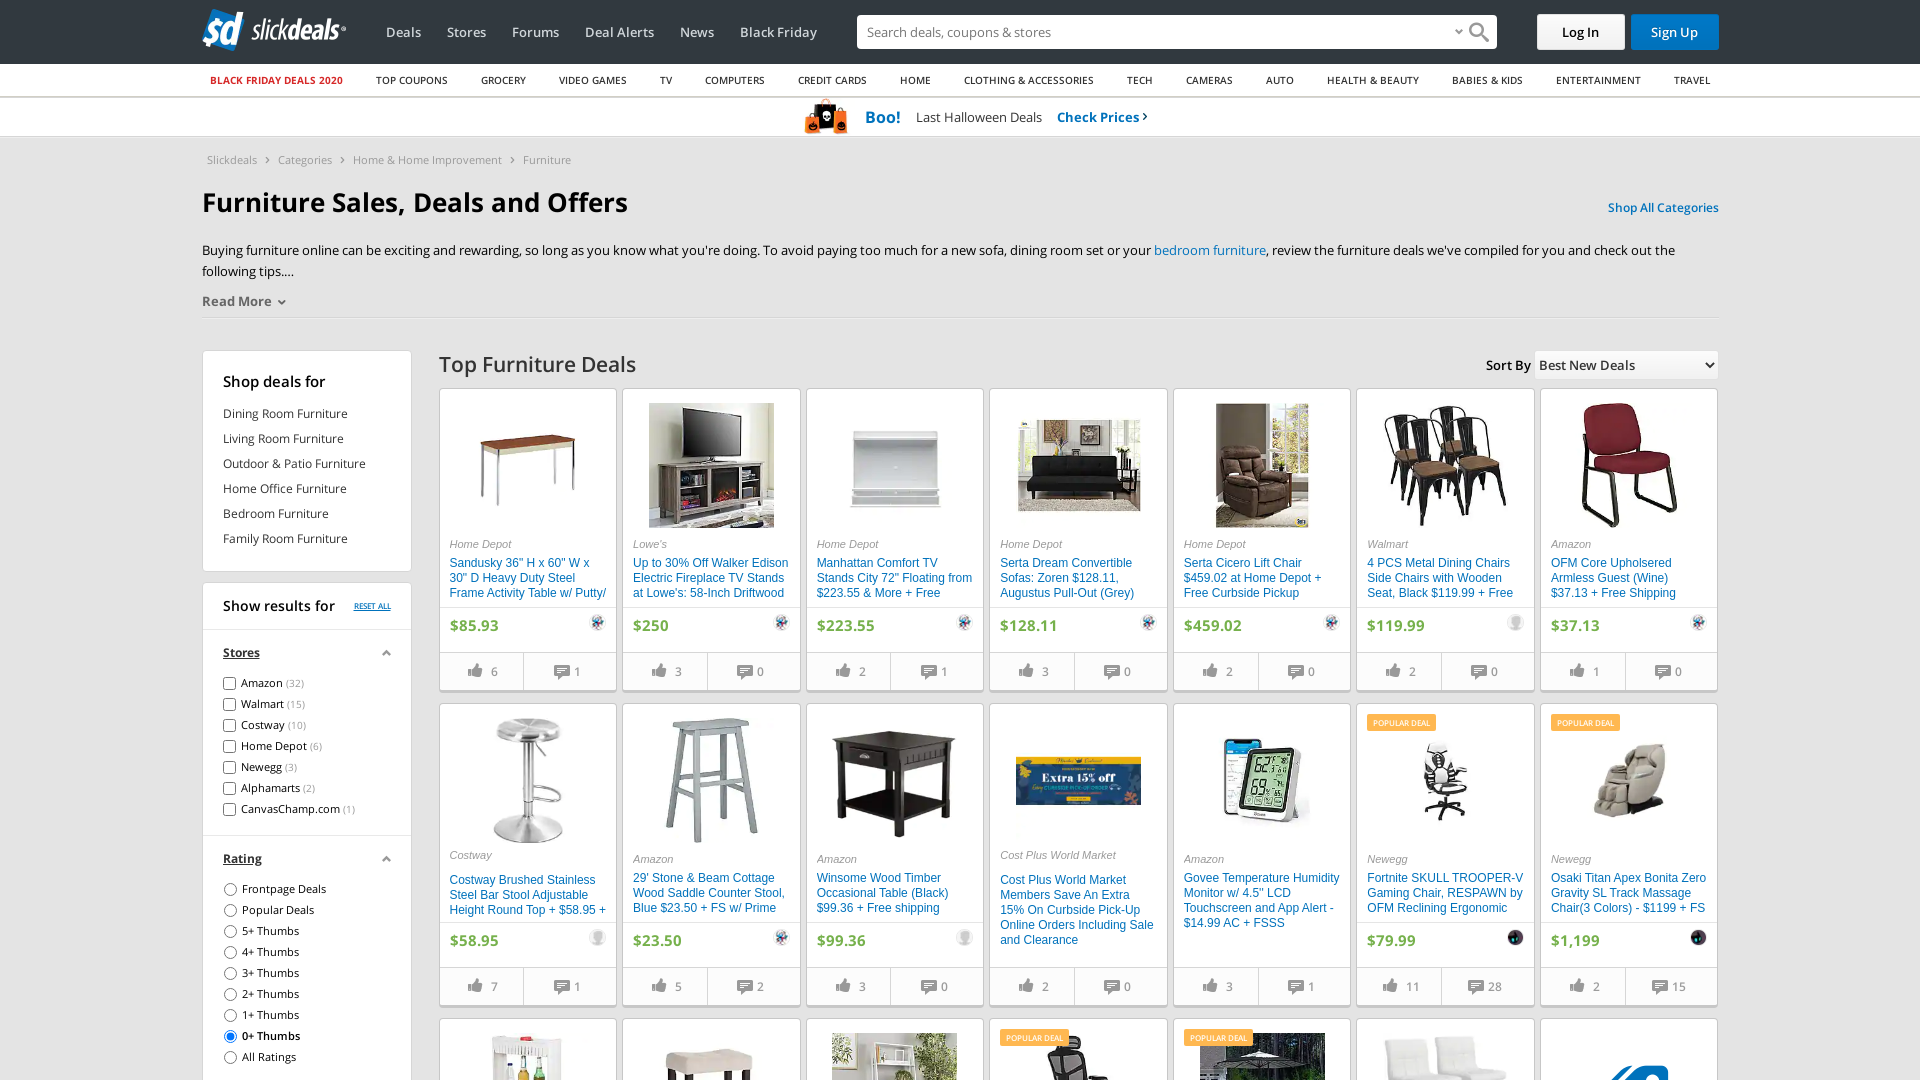 slickdeals
Deals
Stores
Forums
Deal Alerts
News
Black Friday
Search deals, coupons & stores
Log In
Sign Up
BLACK FRIDAY DEALS 2020
TOP COUPONS
GROCERY
VIDEO GAMES
TV
COMPUTERS
CREDIT CARDS
HOME
CLOTHING & ACCESSORIES
TECH
CAMERAS
AUTO
HEALTH & BEAUTY
BABIES & KIDS
ENTERTAINMENT
TRAVEL
Boo! Last Halloween Deals Check Prices
Slickdeals > Categories > Home & Home Improvement > Furniture
Furniture Sales, Deals and Offers
Shop All Categories
Buying furniture online can be exciting and rewarding, so long as you know what you're doing. To avoid paying too much for a new sofa, dining room set or your bedroom furniture, review the furniture deals we've compiled for you and check out the
following tips....
Read More
Shop deals for
Dining Room Furniture
Living Room Furniture
Outdoor & Patio Furniture
Home Office Furniture
Bedroom Furniture
Family Room Furniture
Show results for RESET ALL
Stores
Amazon (32)
Walmart (15)
Costway (10)
Home Depot (6)
Newegg (3)
Alphamarts (2)
CanvasChamp.com (1)
Rating
Frontpage Deals
Popular Deals
5+ Thumbs
4+ Thumbs
3+ Thumbs
2+ Thumbs
1+ Thumbs
0+ Thumbs
All Ratings
Top Furniture Deals
Sort By Best New Deals
Home Depot
Sandusky 36" H x 60" W x
30" D Heavy Duty Steel
Frame Activity Table w/ Putty/
$85.93
6 1
Lowe's
Up to 30% Off Walker Edison
Electric Fireplace TV Stands
at Lowe's: 58-Inch Driftwood
$250
3 0
Home Depot
Manhattan Comfort TV
Stands City 72" Floating from
$223.55 & More + Free
$223.55
2 1
Home Depot
Serta Dream Convertible
Sofas: Zoren $128.11,
Augustus Pull-Out (Grey)
$128.11
3 0
Home Depot
Serta Cicero Lift Chair
$459.02 at Home Depot +
Free Curbside Pickup
$459.02
2 0
Walmart
4 PCS Metal Dining Chairs
Side Chairs with Wooden
Seat, Black $119.99 + Free
$119.99
2 0
Amazon
OFM Core Upholsered
Armless Guest (Wine)
$37.13 + Free Shipping
$37.13
1 0
Costway
Costway Brushed Stainless
Steel Bar Stool Adjustable
Height Round Top + $58.95 +
$58.95
7 1
Amazon
29' Stone & Beam Cottage
Wood Saddle Counter Stool,
Blue $23.50 + FS w/ Prime
$23.50
5 2
Amazon
Winsome Wood Timber
Occasional Table (Black)
$99.36 + Free shipping
$99.36
3 0
Extra 15% off
Cost Plus World Market
Cost Plus World Market
Members Save An Extra
15% On Curbside Pick-Up
Online Orders Including Sale
and Clearance
2 0
Amazon
Govee Temperature Humidity
Monitor w/ 4.5" LCD
Touchscreen and App Alert -
$14.99 AC + FSSS
3 1
POPULAR DEAL
Newegg
Fortnite SKULL TROOPER-V
Gaming Chair, RESPAWN by
OFM Reclining Ergonomic
$79.99
11 28
POPULAR DEAL
Newegg
Osaki Titan Apex Bonita Zero
Gravity SL Track Massage
Chair(3 Colors) - $1199 + FS
$1,199
2 15
POPULAR DEAL
POPULAR DEAL